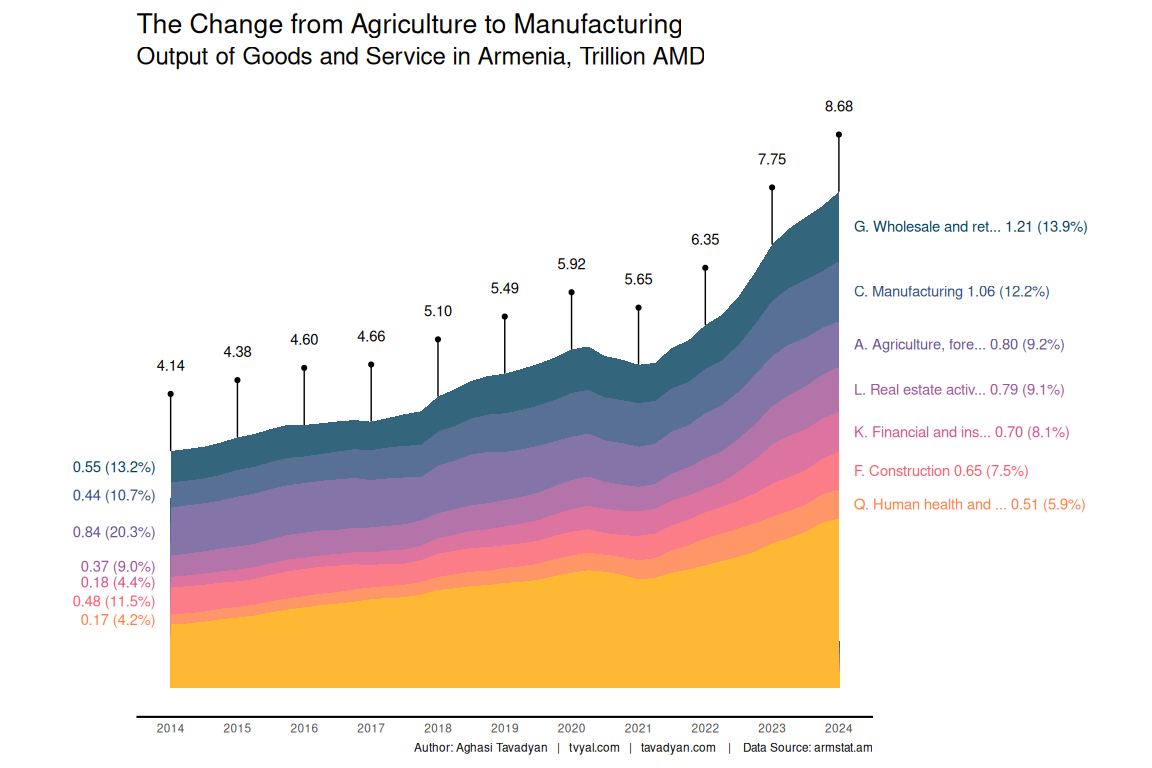 The Change from Agriculture to Manufacturing
Output of Goods and Service in Armenia, Trillion AMD
8.68
7.75
6.35
5.92
5.65
5.49
5.10
4.66
4.60
4.38
4.14
G. Wholesale and ret... 1.21 (13.9%)
C. Manufacturing 1.06 (12.2%)
A. Agriculture, fore... 0.80 (9.2%)
L. Real estate activ... 0.79 (9.1%)
K. Financial and ins... 0.70 (8.1%)
F. Construction 0.65 (7.5%)
Q. Human health and ... 0.51 (5.9%)
0.55 (13.2%)
0.44 (10.7%)
0.84 (20.3%)
0.37 (9.0%)
0.18 (4.4%)
0.48 (11.5%)
0.17 (4.2%)
2014 2015 2016 2017 2018 2019 2020 2021 2022 2023 2024
Author: Aghasi Tavadyan | tvyal.com | tavadyan.com | Data Source: armstat.am